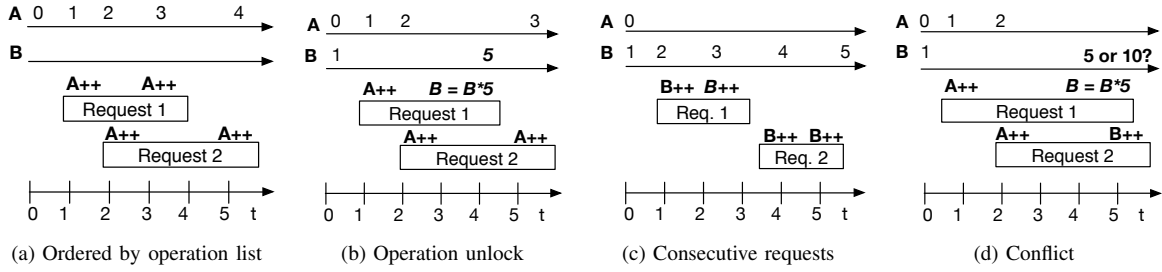 A 0 1 2 3 4
B
A++ A++
Request 1
A++ A++
Request 2
0 1 2 3 4 5 t
(a) Ordered by operation list
A 0 1 2 3
B 1 5
A++ B = B*5
Request 1
A++ A++
Request 2
0 1 2 3 4 5 t
(b) Operation unlock
A 0
B 1 2 3 4 5
B++ B++
Req. 1
B++ B++
Req. 2
0 1 2 3 4 5 t
(c) Consecutive requests
A 0 1 2
B 1 5 or 10?
A++ B = B*5
Request 1
A++ B++
Request 2
0 1 2 3 4 5 t
(d) Conflict